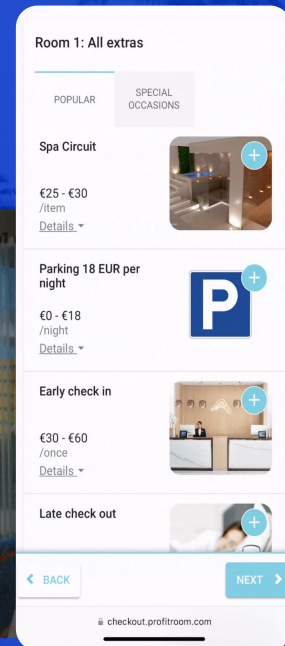 Room 1: All extras
POPULAR
SPECIAL
OCCASIONS
Spa Circuit
€25 - €30
/item
Details
Parking 18 EUR per
night
€0 - €18
/night
Details
P
Early check in
€30 - €60
/once
Details
Late check out
BACK
NEXT
checkout.profitroom.com